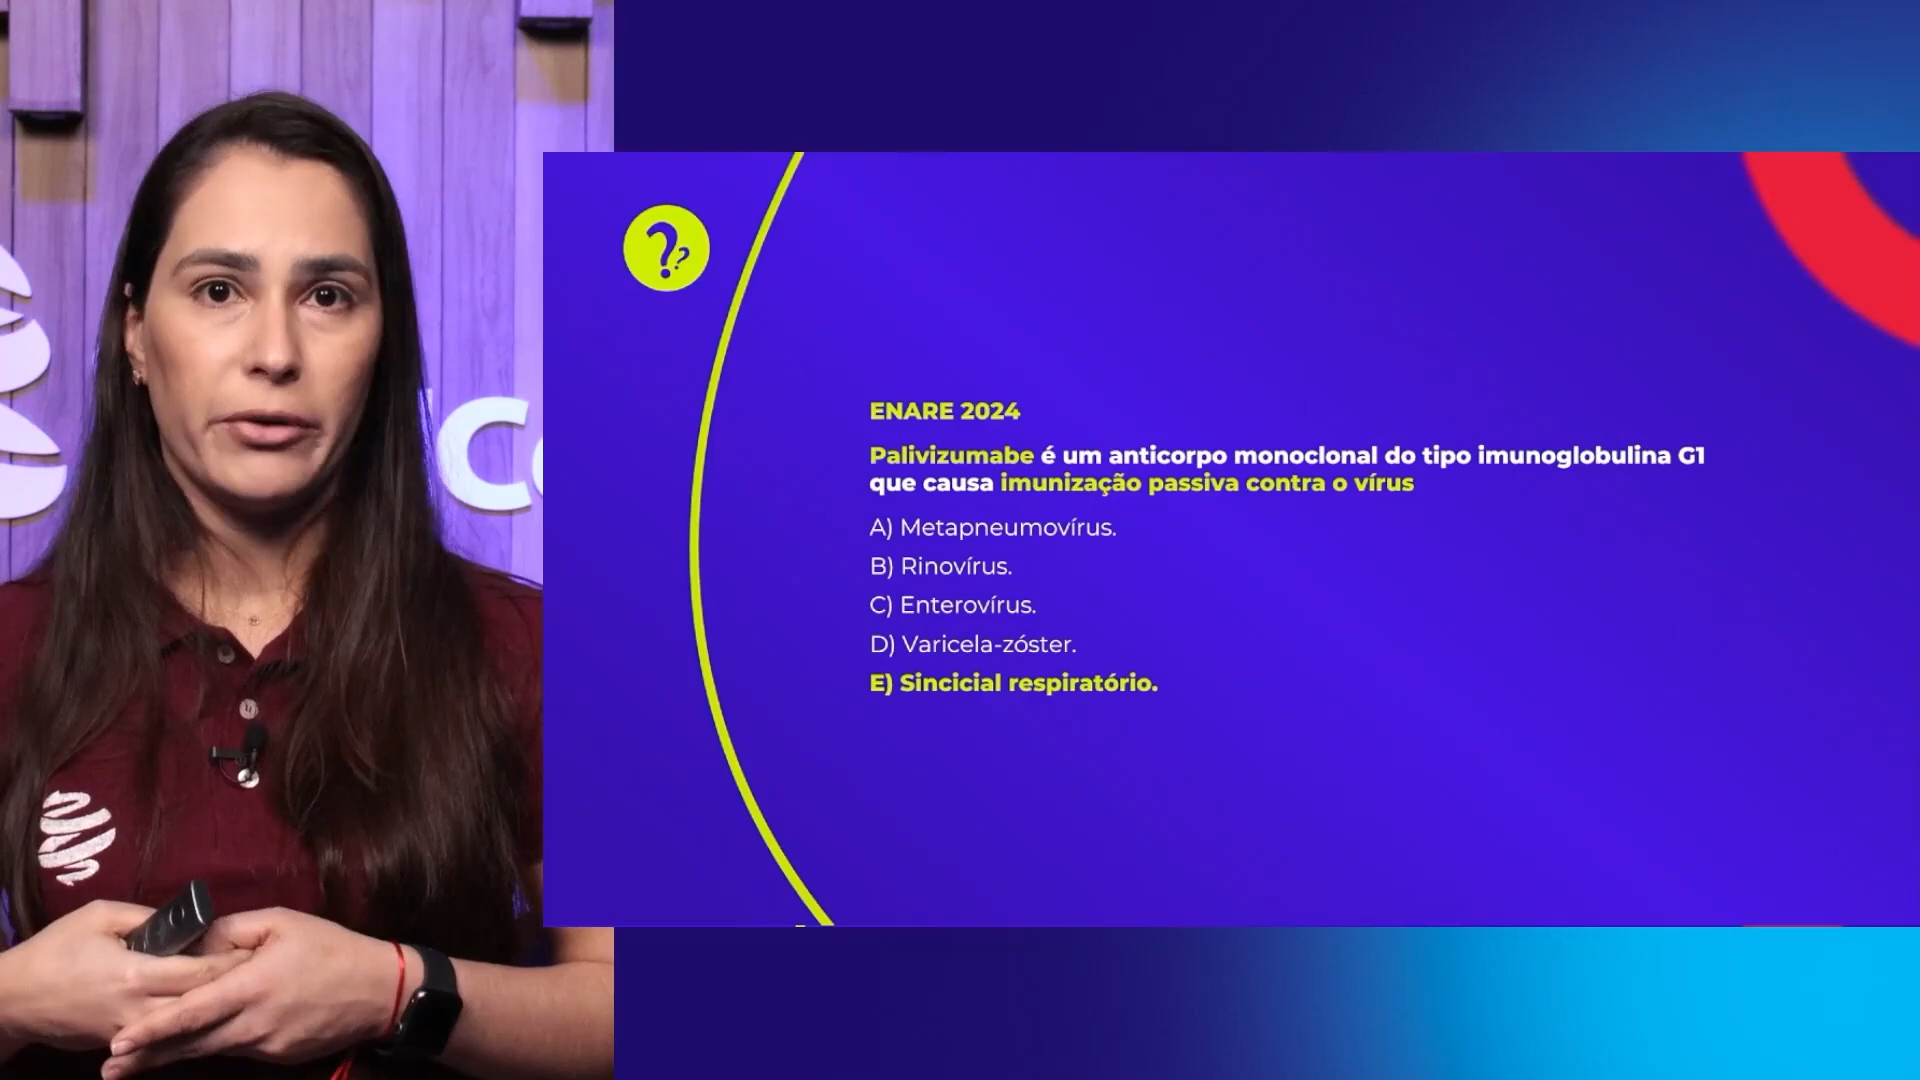 ENARE 2024
Palivizumabe é um anticorpo monoclonal do tipo imunoglobulina G1
que causa imunização passiva contra o vírus
A) Metapneumovírus.
B) Rinovírus.
C) Enterovírus.
D) Varicela-zóster.
E) Sincicial respiratório.